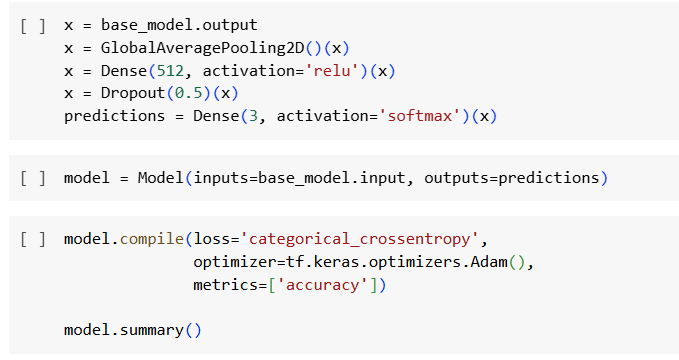 [ ] x = base_model.output
x = GlobalAveragePooling2D()(x)
x = Dense(512, activation='relu')(x)
x = Dropout(0.5)(x)
predictions = Dense(3, activation='softmax')(x)
[ ] model = Model(inputs=base_model.input, outputs=predictions)
[ ] model.compile(loss='categorical_crossentropy',
optimizer=tf.keras.optimizers.Adam(),
metrics=['accuracy'])
model.summary()